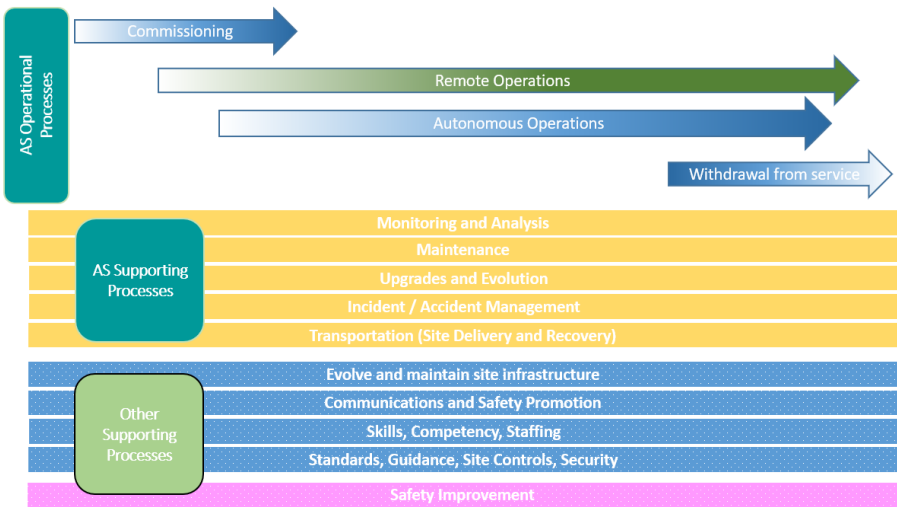 AS Operational
Processes
Commissioning
Remote Operations
Autonomous Operations
Withdrawal from service
AS Supporting
Processes
Monitoring and Analysis
Maintenance
Upgrades and Evolution
Incident / Accident Management
Transportation (Site Delivery and Recovery)
Other
Supporting
Processes
Evolve and maintain site infrastructure
Communications and Safety Promotion
Skills, Competency, Staffing
Standards, Guidance, Site Controls, Security
Safety Improvement